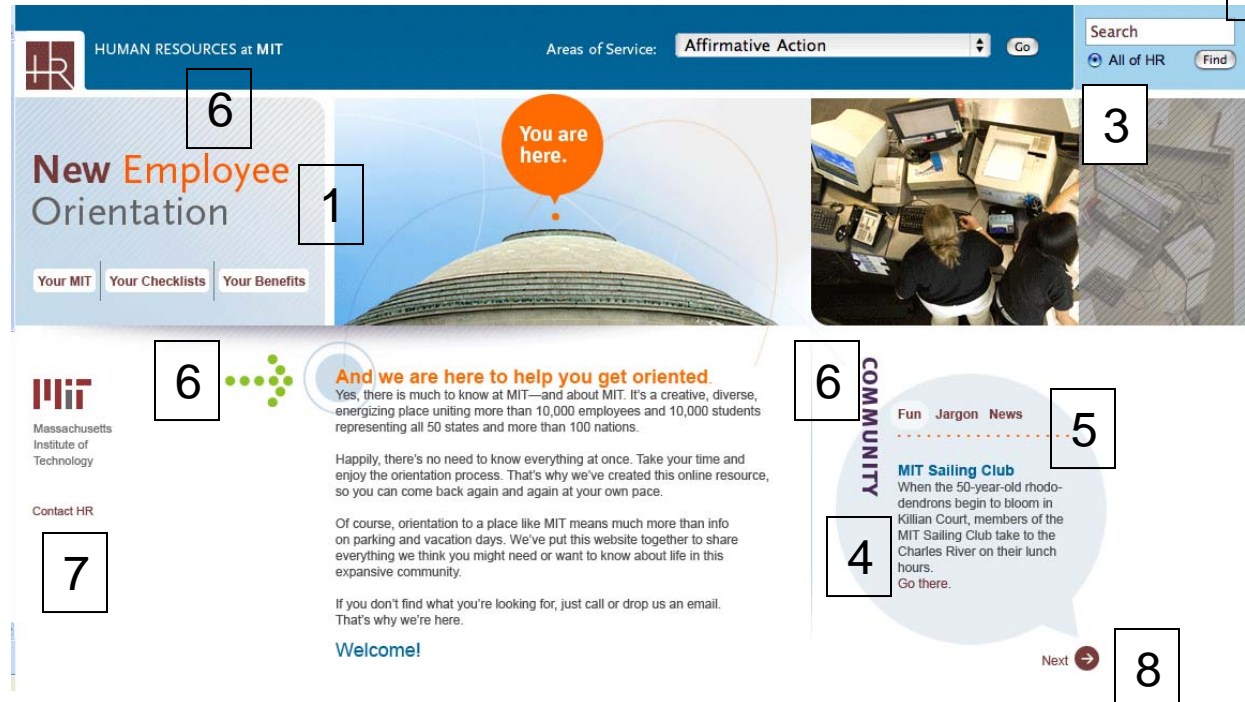 HR
HUMAN RESOURCES at MIT
Areas of Service:
Affirmative Action
Go
Search
All of HR
Find
6
3
New Employee
Orientation
1
You are
here.
Your MIT
Your Checklists
Your Benefits
6
And we are here to help you get oriented.
Yes, there is much to know at MIT—and about MIT. It's a creative, diverse,
energizing place uniting more than 10,000 employees and 10,000 students
representing all 50 states and more than 100 nations.
Happily, there's no need to know everything at once. Take your time and
enjoy the orientation process. That's why we've created this online resource,
so you can come back again and again at your own pace.
Of course, orientation to a place like MIT means much more than info
on parking and vacation days. We've put this website together to share
everything we think you might need or want to know about life in this
expansive community.
If you don't find what you're looking for, just call or drop us an email.
That's why we're here.
Welcome!
MIT
Massachusetts
Institute of
Technology
Contact HR
7
6
COMMUNITY
Fun Jargon News
5
MIT Sailing Club
When the 50-year-old rhodo-
dendrons begin to bloom in
Killian Court, members of the
MIT Sailing Club take to the
Charles River on their lunch
hours.
Go there.
4
Next
8